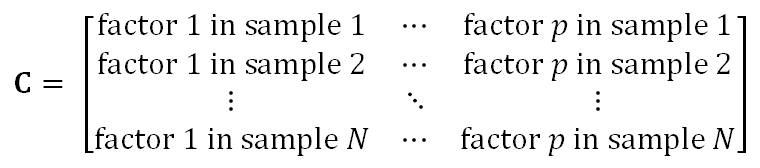 factor 1 in sample 1 ⋯ factor p in sample 1
C = factor 1 in sample 2 ⋯ factor p in sample 2
⋮ ⋱ ⋮
factor 1 in sample N ⋯ factor p in sample N